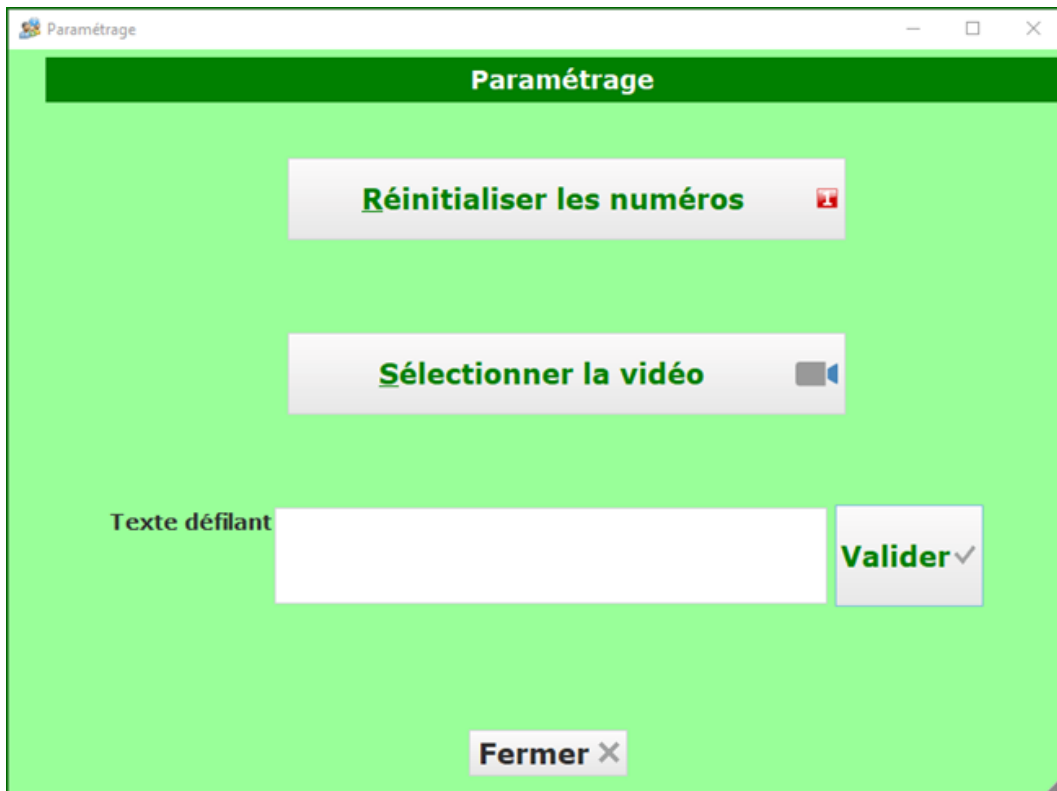 Paramétrage
Paramétrage
Réinitialiser les numéros
Sélectionner la vidéo
Texte défilant
Valider
Fermer